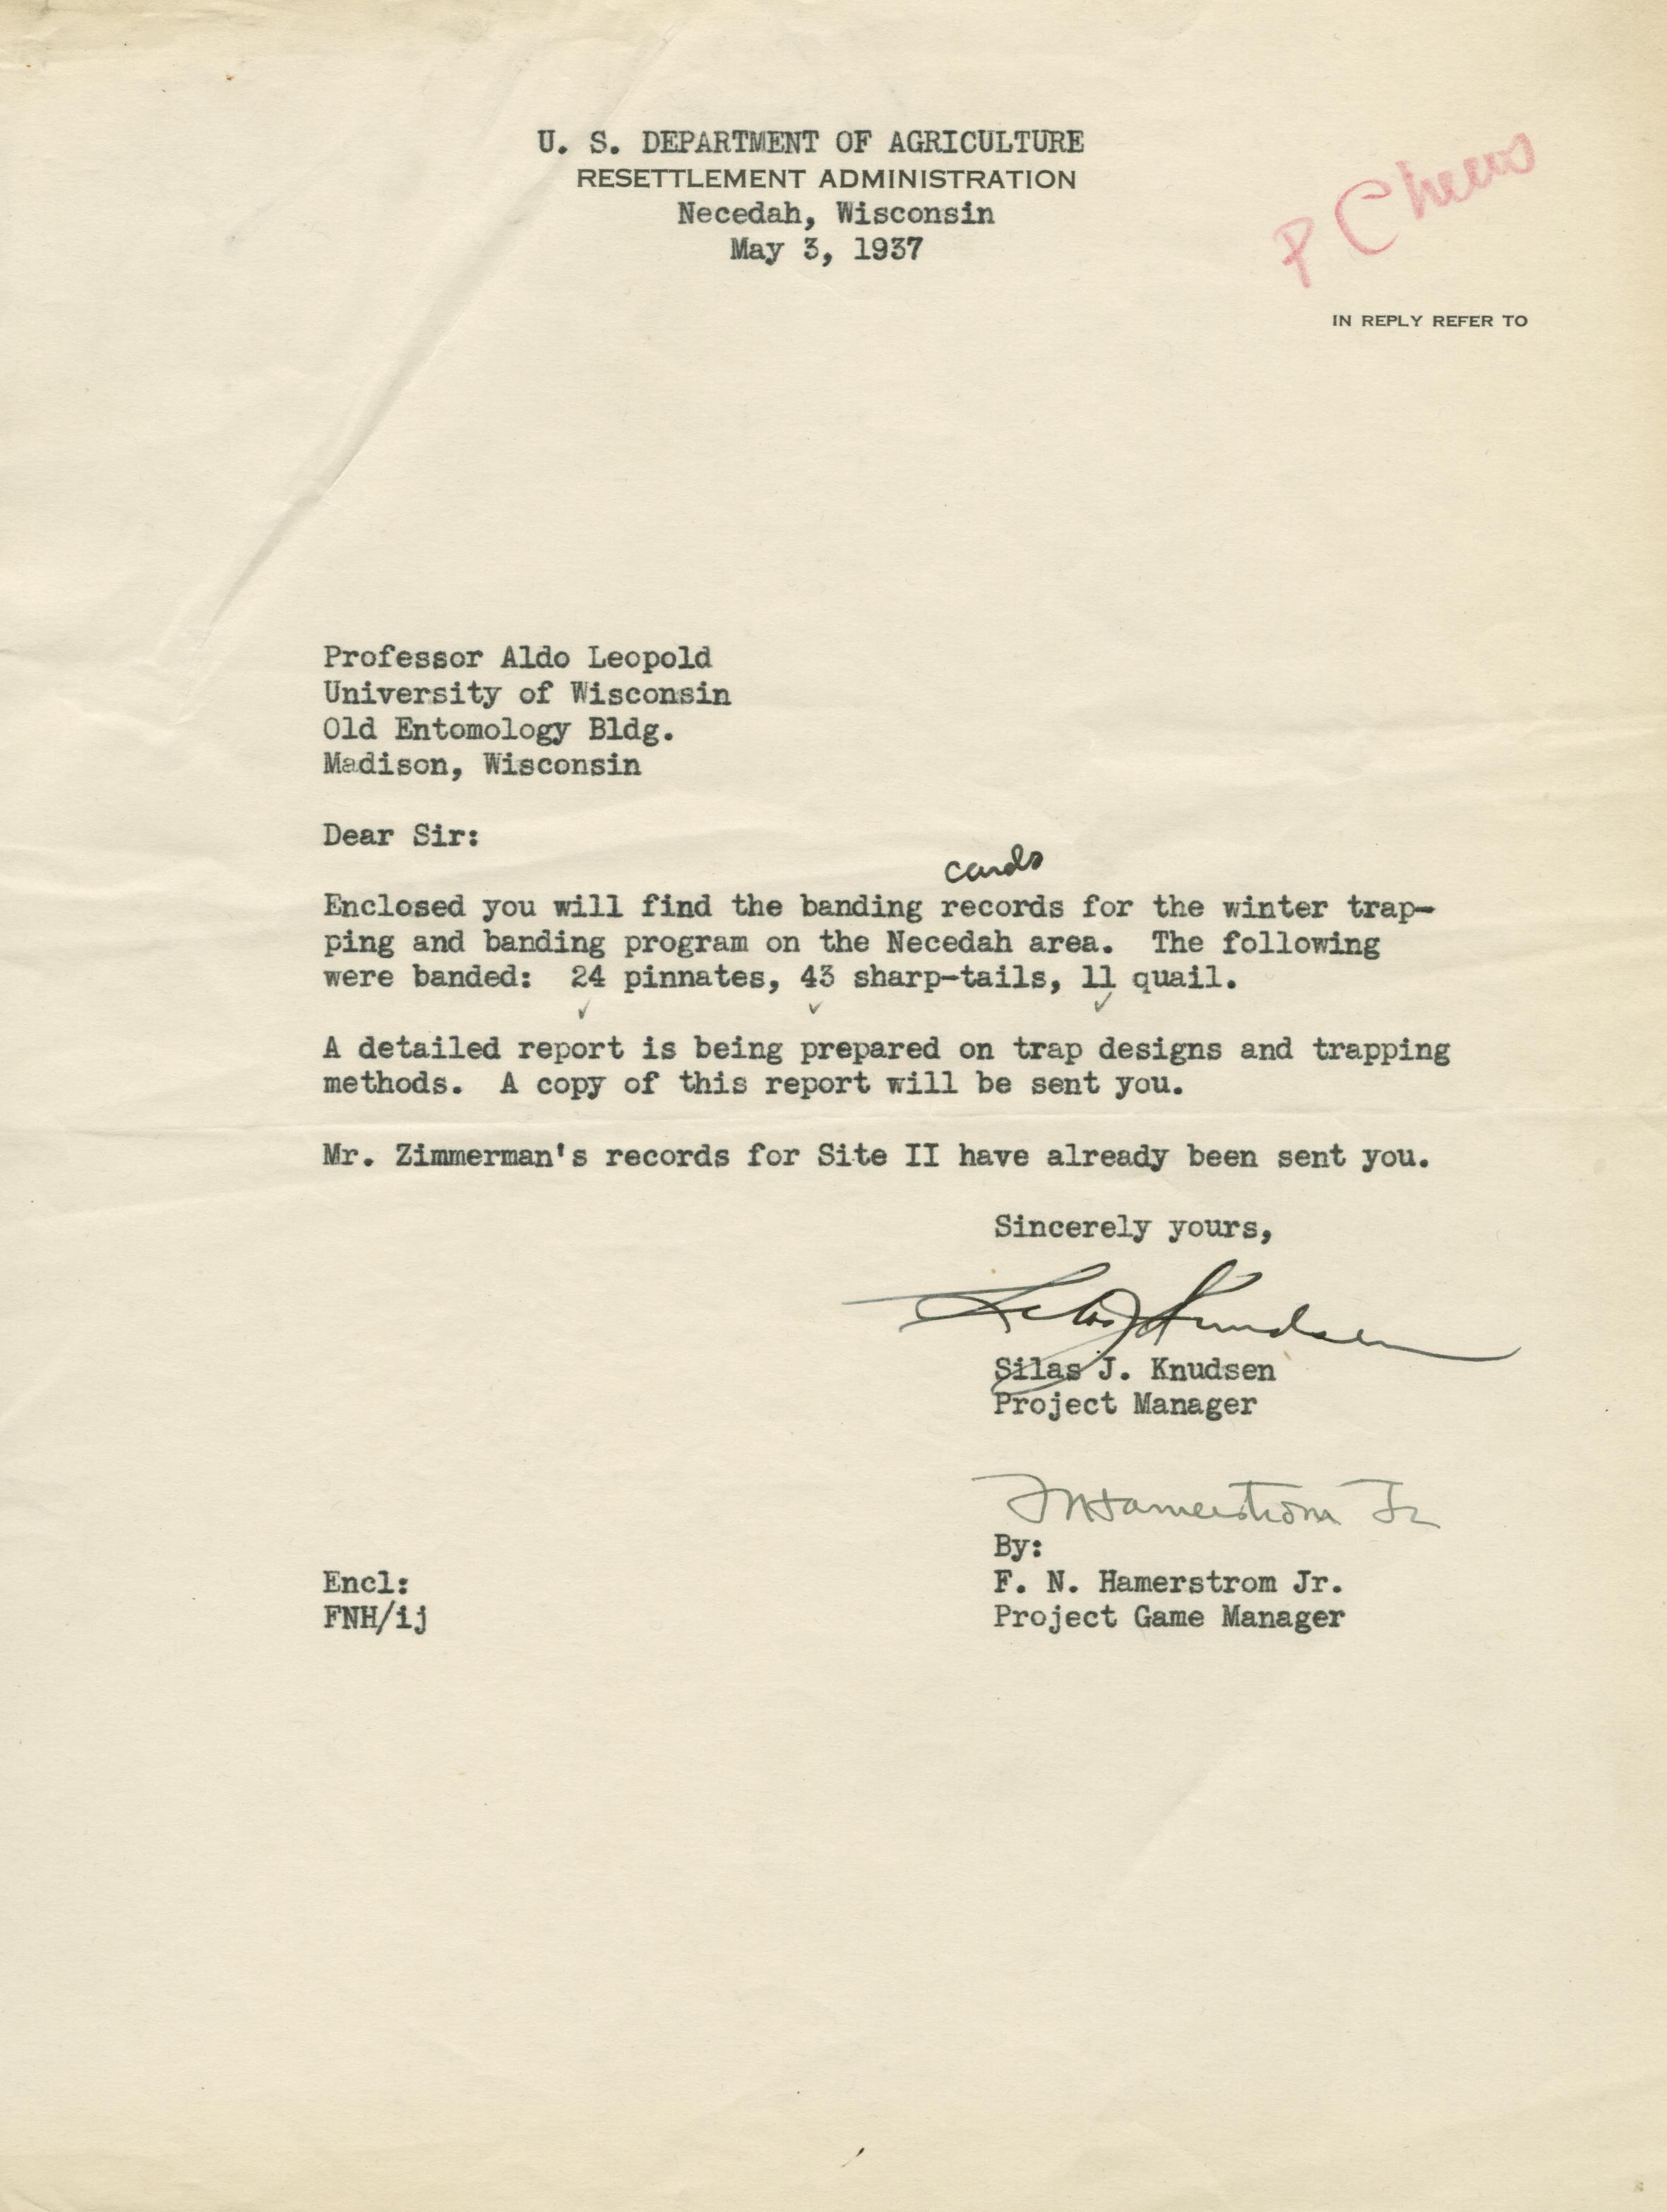 U. S. DEPARTMENT OF AGRICULTURE
RESETTLEMENT ADMINISTRATION
Necedah, Wisconsin
May 3, 1937
P Chens
IN REPLY REFER TO
Professor Aldo Leopold
University of Wisconsin
Old Entomology Bldg.
Madison, Wisconsin
Dear Sir:
cards
Enclosed you will find the banding records for the winter trap-
ping and banding program on the Necedah area. The following
were banded: 24 pinnates, 43 sharp-tails, 11 quail.
✓ ✓ ✓
A detailed report is being prepared on trap designs and trapping
methods. A copy of this report will be sent you.
Mr. Zimmerman's records for Site II have already been sent you.
Sincerely yours,
Silas J Knudsen
Silas J. Knudsen
Project Manager
FNHamerstrom Jr
By:
Encl:
F. N. Hamerstrom Jr.
FNH/ij
Project Game Manager